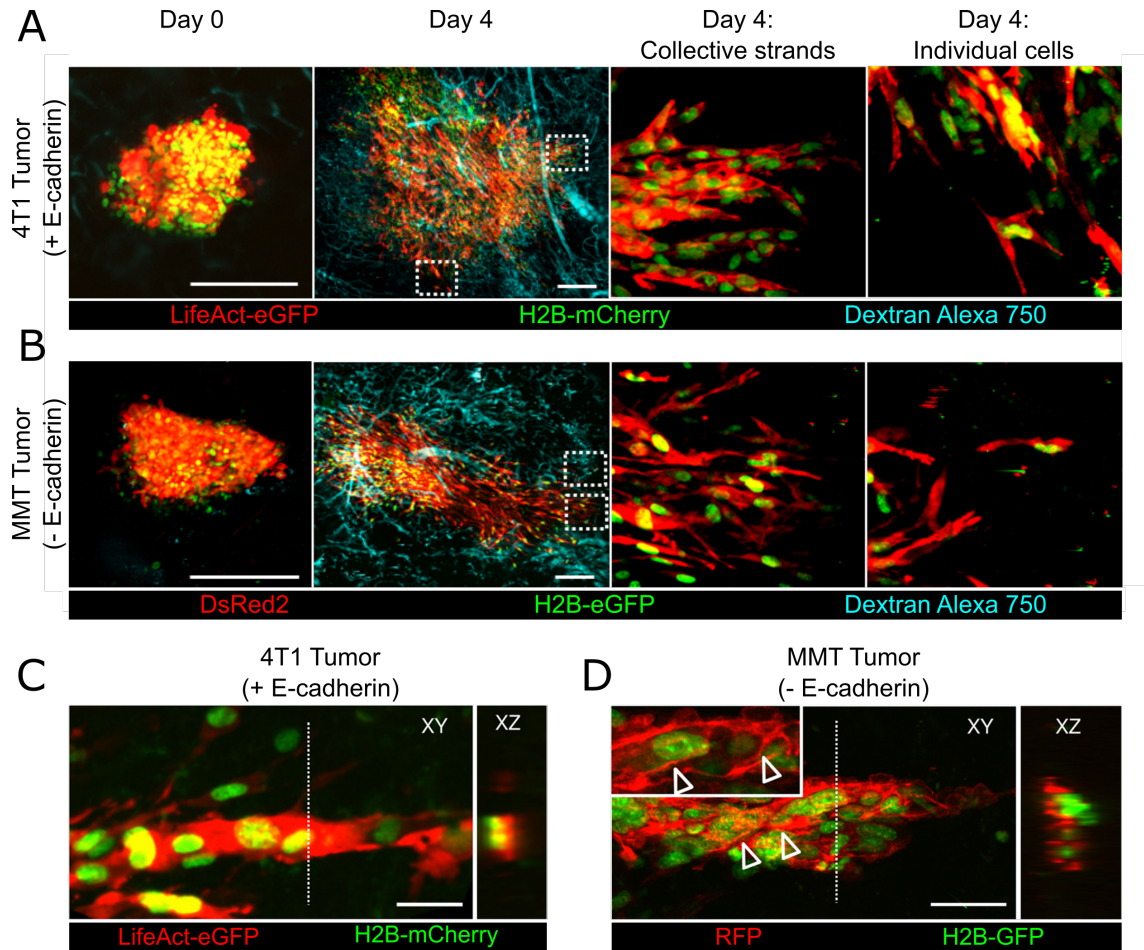 A
Day 0
Day 4
Day 4:
Collective strands
Day 4:
Individual cells
4T1 Tumor
(+ E-cadherin)
LifeAct-eGFP
H2B-mCherry
Dextran Alexa 750
B
MMT Tumor
(- E-cadherin)
DsRed2
H2B-eGFP
Dextran Alexa 750
C
4T1 Tumor
(+ E-cadherin)
XY
XZ
LifeAct-eGFP
H2B-mCherry
D
MMT Tumor
(- E-cadherin)
XY
XZ
RFP
H2B-GFP